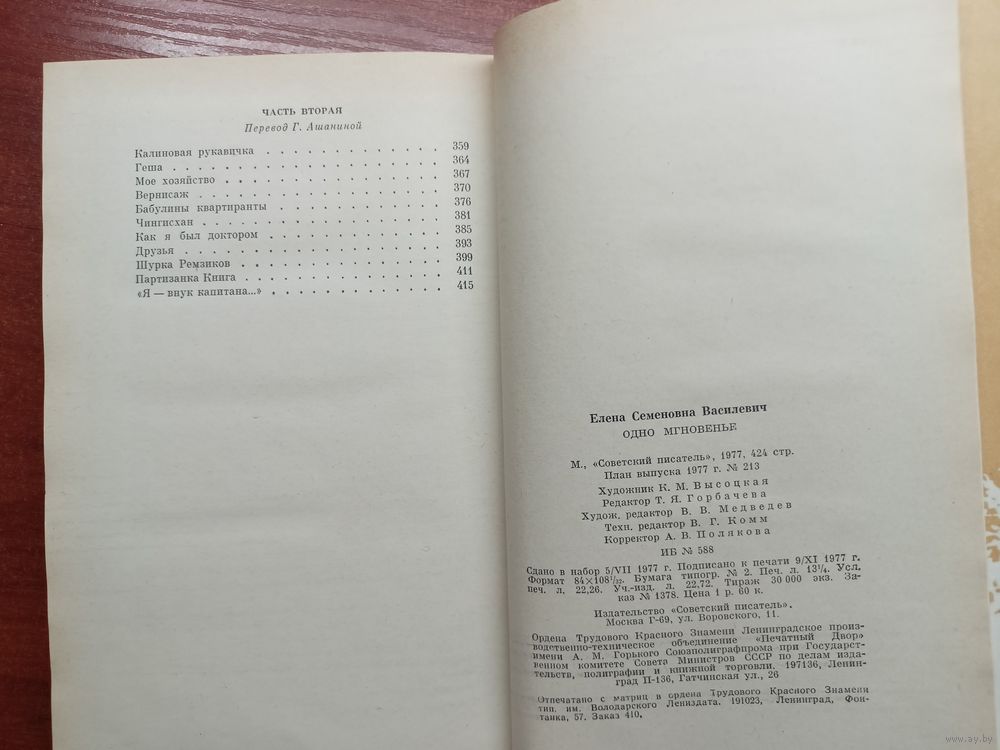 ЧАСТЬ ВТОРАЯ
Перевод Г. Ашаниной
Калиновая рукавичка . . . . . . . . . . . . 359
Геша . . . . . . . . . . . . . . . . . 364
Мое хозяйство . . . . . . . . . . . . . . 367
Вернисаж . . . . . . . . . . . . . . . 370
Бабулины квартиранты . . . . . . . . . . . 376
Чингисхан . . . . . . . . . . . . . . . 381
Как я был доктором . . . . . . . . . . . . 385
Друзья . . . . . . . . . . . . . . . . 393
Шурка Ремзиков . . . . . . . . . . . . . 399
Партизанка Книга . . . . . . . . . . . . . 411
«Я — внук капитана...» . . . . . . . . . . . 415
Елена Семеновна Василевич
ОДНО МГНОВЕНЬЕ
М., «Советский писатель», 1977, 424 стр.
План выпуска 1977 г. № 213
Художник К. М. Высоцкая
Редактор Т. Я. Горбачева
Худож. редактор В. В. Медведев
Техн. редактор В. Г. Комм
Корректор А. В. Полякова
ИБ № 588
Сдано в набор 5/VII 1977 г. Подписано к печати 9/XI 1977 г.
Формат 84×108¹/₃₂. Бумага типогр. № 2. Печ. л. 13¹/₄. Усл.
печ. л. 22,26. Уч.-изд. л. 22,72. Тираж 30 000 экз. За-
каз № 1378. Цена 1 р. 60 к.
Издательство «Советский писатель».
Москва Г-69, ул. Воровского, 11.
Ордена Трудового Красного Знамени Ленинградское произ-
водственно-техническое объединение «Печатный Двор»
имени А. М. Горького Союзполиграфпрома при Государст-
венном комитете Совета Министров СССР по делам изда-
тельств, полиграфии и книжной торговли. 197136, Ленин-
град П-136, Гатчинская ул., 26
Отпечатано с матриц в ордена Трудового Красного Знамени
тип. им. Володарского Лениздата. 191023, Ленинград, Фон-
танка, 57. Заказ 410.
www.ay.by